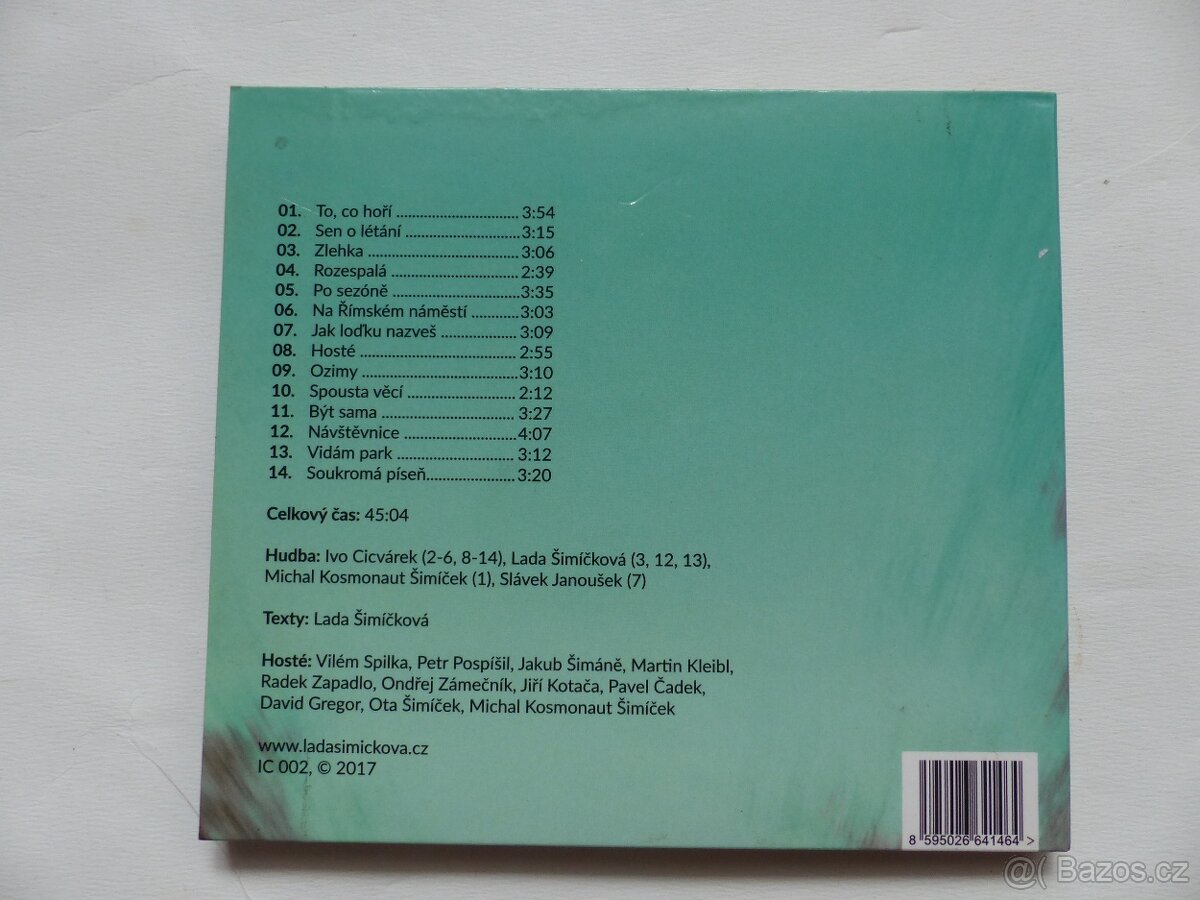 01. To, co hoří ............................... 3:54
02. Sen o létání ............................. 3:15
03. Zlehka ....................................... 3:06
04. Rozespalá ................................ 2:39
05. Po sezóně ................................ 3:35
06. Na Římském náměstí ............ 3:03
07. Jak loďku nazveš ................... 3:09
08. Hosté ....................................... 2:55
09. Ozimy ....................................... 3:10
10. Spousta věcí ........................... 2:12
11. Být sama ................................. 3:27
12. Návštěvnice ............................ 4:07
13. Vidám park .............................. 3:12
14. Soukromá píseň...................... 3:20
Celkový čas: 45:04
Hudba: Ivo Cicvárek (2-6, 8-14), Lada Šimíčková (3, 12, 13),
Michal Kosmonaut Šimíček (1), Slávek Janoušek (7)
Texty: Lada Šimíčková
Hosté: Vilém Spilka, Petr Pospíšil, Jakub Šimáně, Martin Kleibl,
Radek Zapadlo, Ondřej Zámečník, Jiří Kotača, Pavel Čadek,
David Gregor, Ota Šimíček, Michal Kosmonaut Šimíček
www.ladasimickova.cz
IC 002, © 2017
8 595026 641464 >
@( Bazos.cz